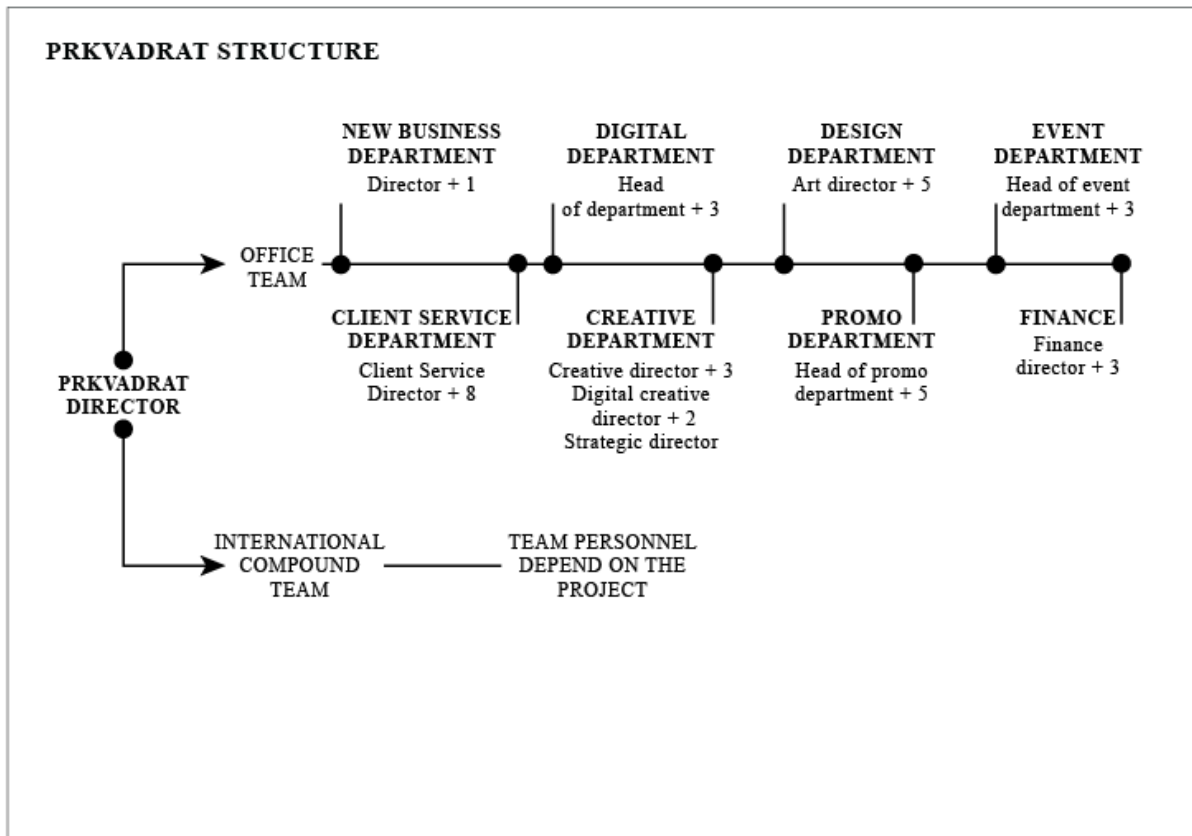 PRKVADRAT STRUCTURE
NEW BUSINESS
DEPARTMENT
Director + 1
DIGITAL
DEPARTMENT
Head
of department + 3
DESIGN
DEPARTMENT
Art director + 5
EVENT
DEPARTMENT
Head of event
department + 3
OFFICE
TEAM
CLIENT SERVICE
DEPARTMENT
Client Service
Director + 8
CREATIVE
DEPARTMENT
Creative director + 3
Digital creative
director + 2
Strategic director
PROMO
DEPARTMENT
Head of promo
department + 5
FINANCE
Finance
director + 3
PRKVADRAT
DIRECTOR
INTERNATIONAL
COMPOUND
TEAM
TEAM PERSONNEL
DEPEND ON THE
PROJECT